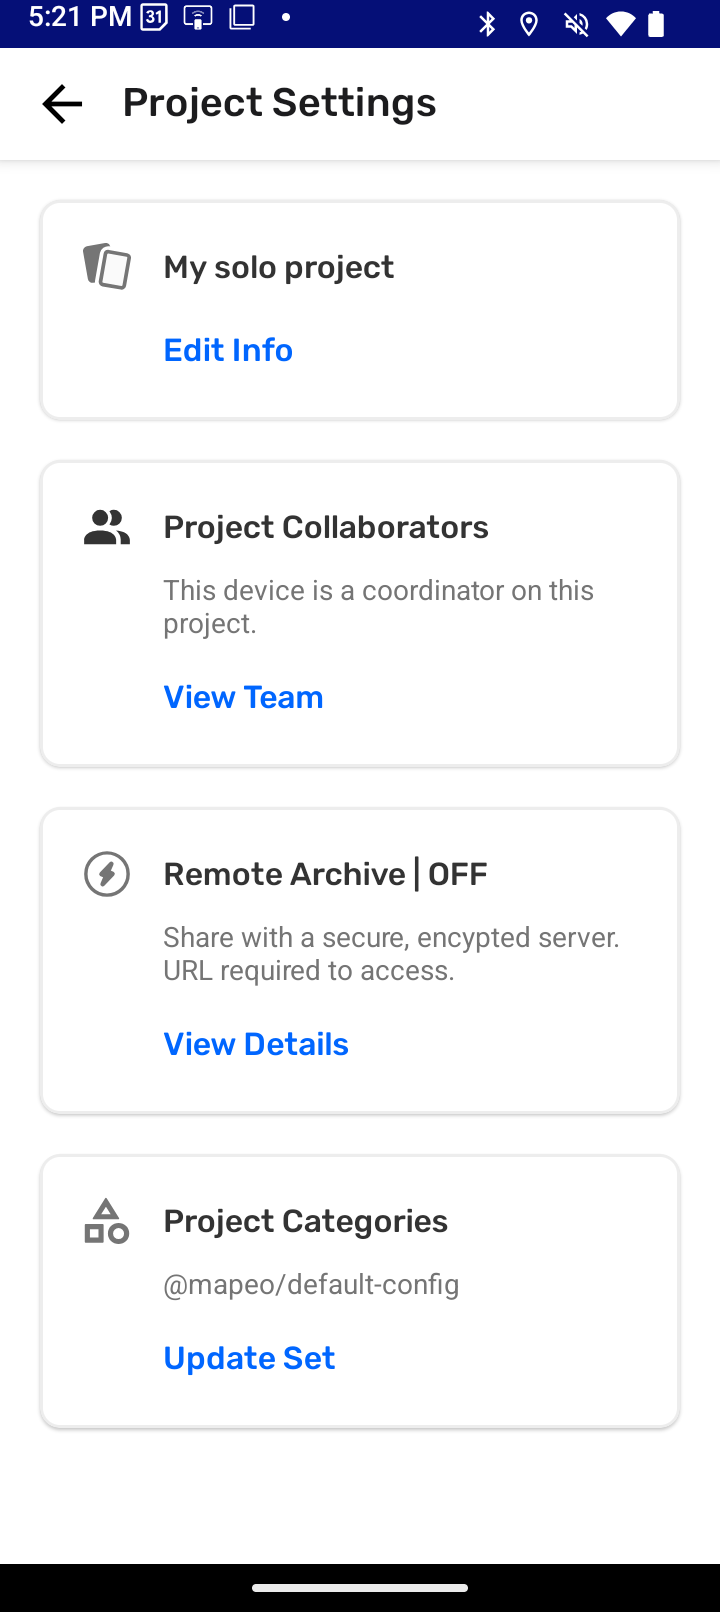 5:21 PM 31
Project Settings
My solo project
Edit Info
Project Collaborators
This device is a coordinator on this
project.
View Team
Remote Archive | OFF
Share with a secure, encypted server.
URL required to access.
View Details
Project Categories
@mapeo/default-config
Update Set